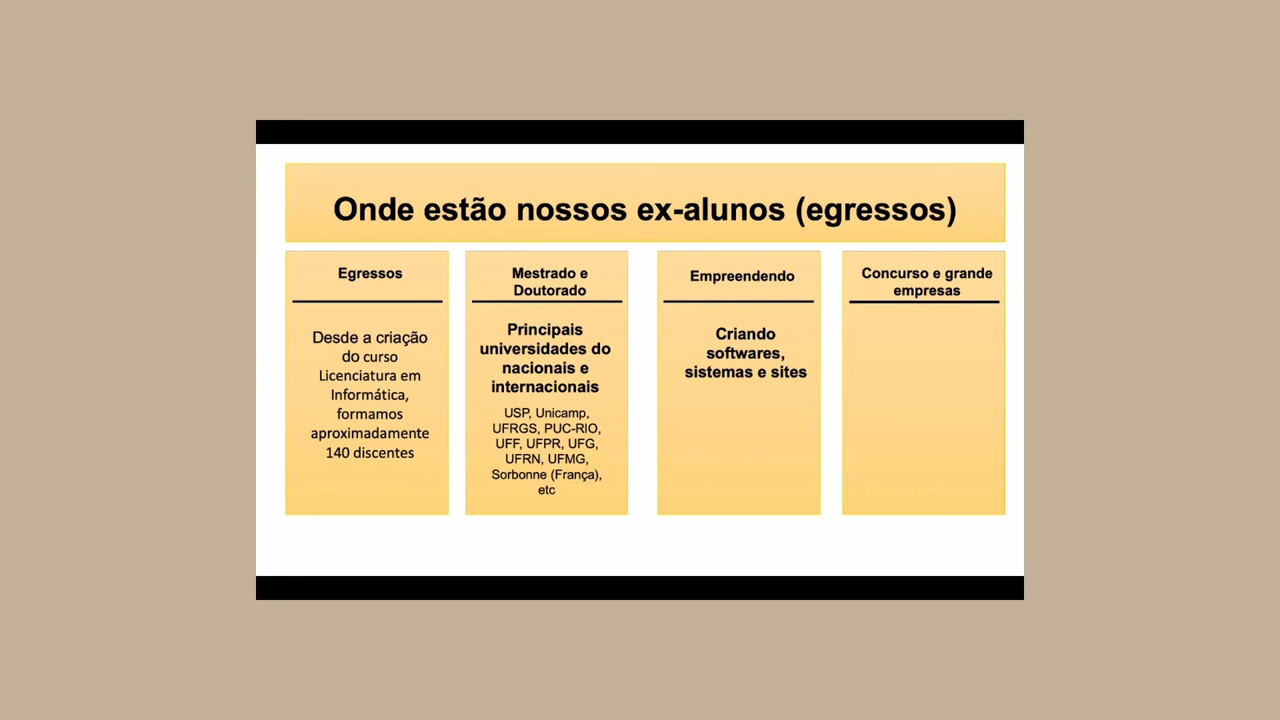 Onde estão nossos ex-alunos (egressos)
Egressos
Desde a criação
do curso
Licenciatura em
Informática,
formamos
aproximadamente
140 discentes
Mestrado e
Doutorado
Principais
universidades do
nacionais e
internacionais
USP, Unicamp,
UFRGS, PUC-RIO,
UFF, UFPR, UFG,
UFRN, UFMG,
Sorbonne (França),
etc
Empreendendo
Criando
softwares,
sistemas e sites
Concurso e grande
empresas